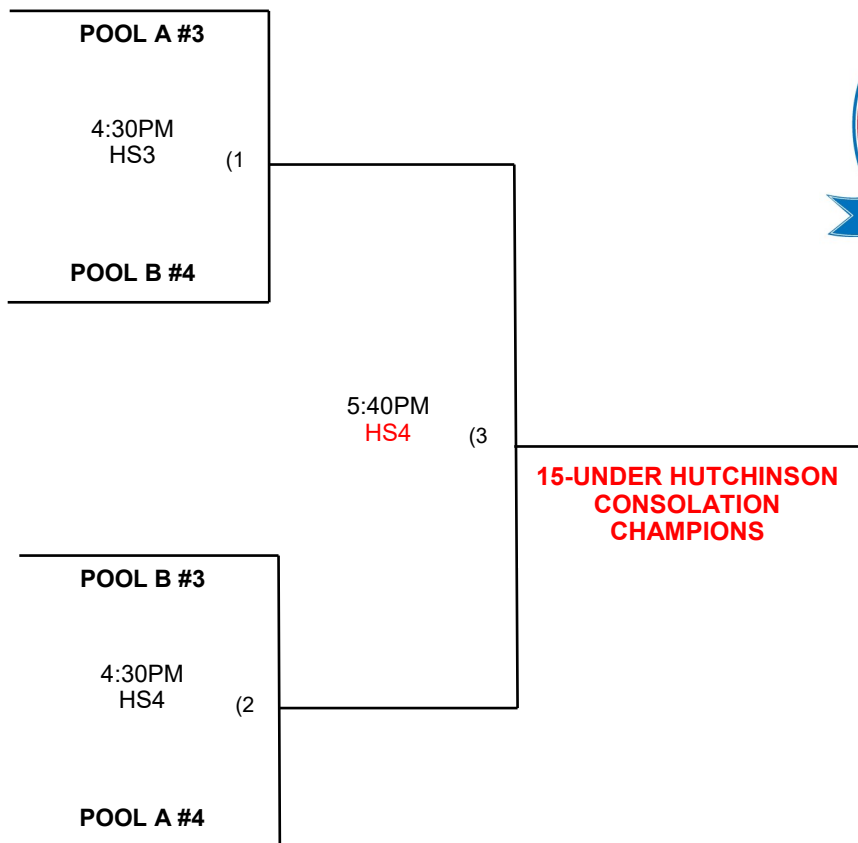 POOL A #3
4:30PM
HS3
(1
POOL B #4
5:40PM
HS4
(3
15-UNDER HUTCHINSON
CONSOLATION
CHAMPIONS
POOL B #3
4:30PM
HS4
(2
POOL A #4